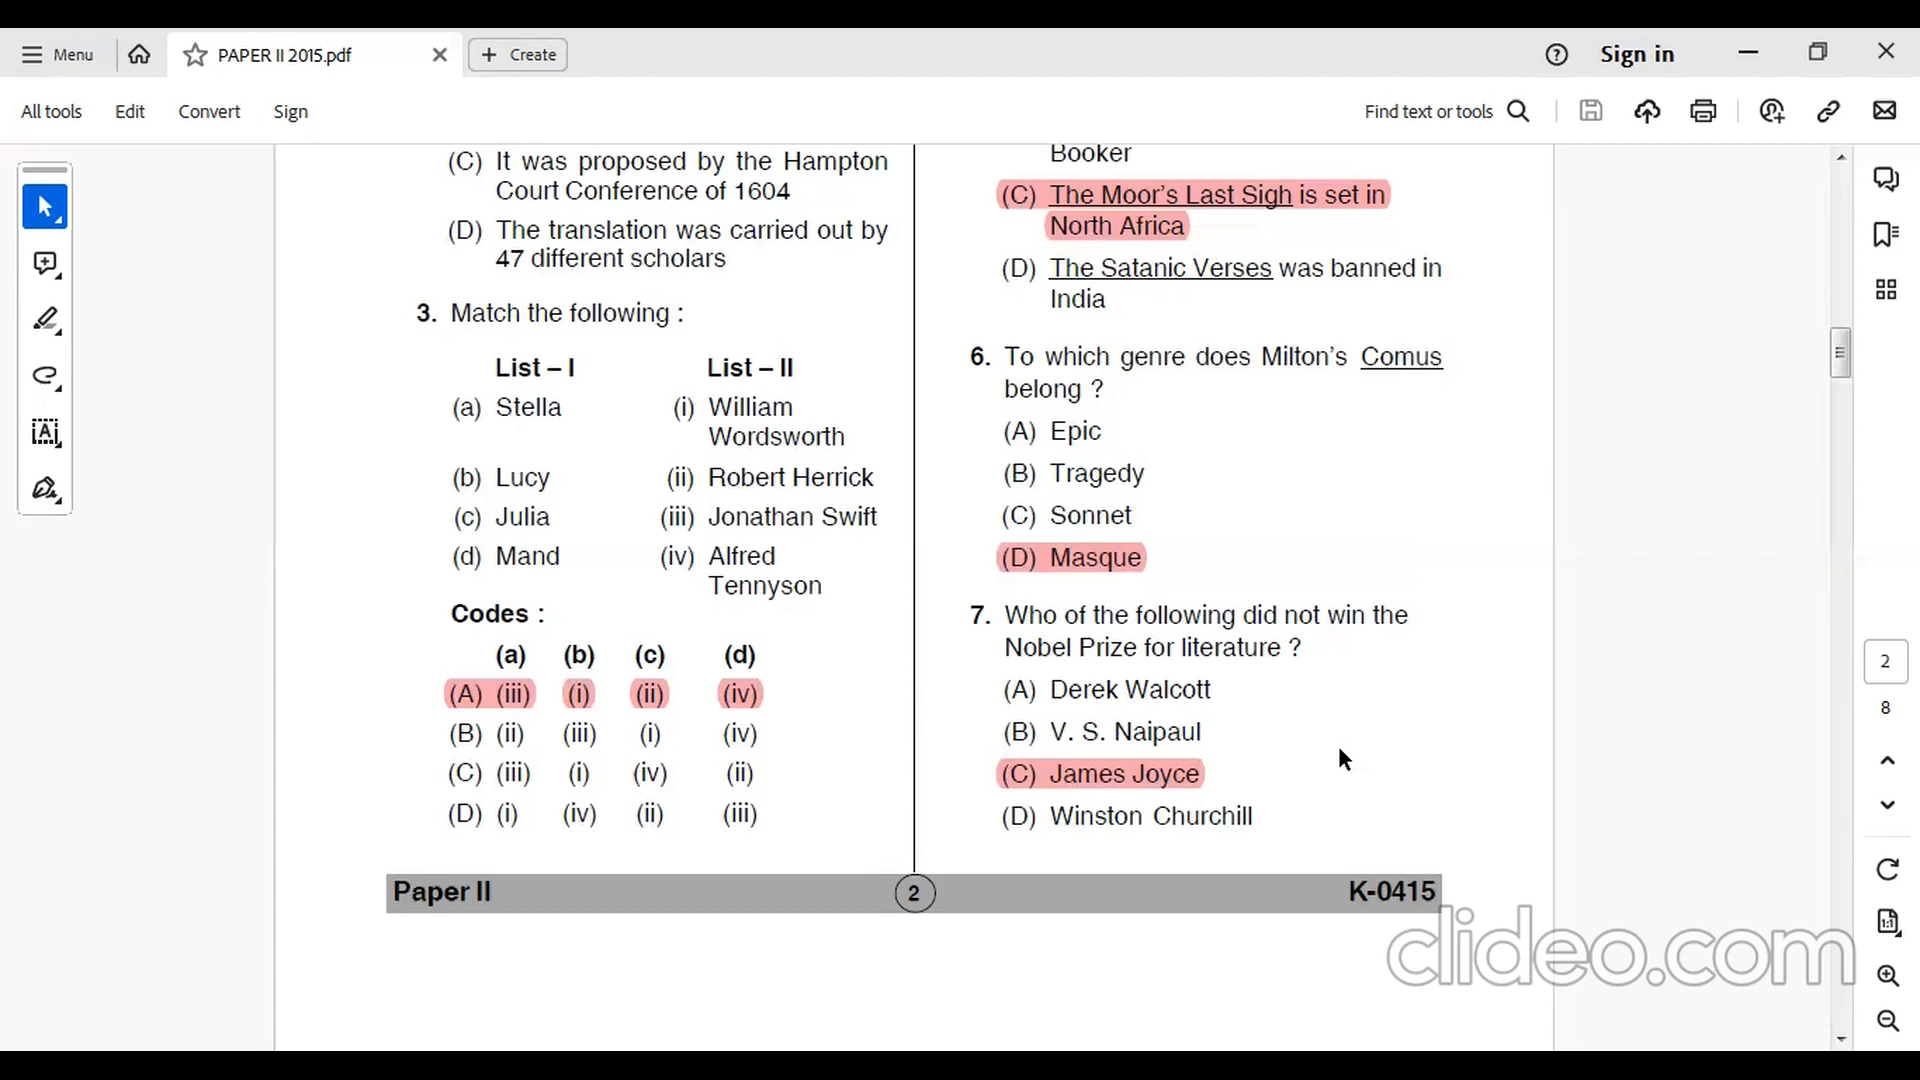 Menu
PAPER II 2015.pdf
Create
Sign in
All tools
Edit
Convert
Sign
Find text or tools
(C) It was proposed by the Hampton
Court Conference of 1604
(D) The translation was carried out by
47 different scholars
3. Match the following :
List – I List – II
(a) Stella (i) William
Wordsworth
(b) Lucy (ii) Robert Herrick
(c) Julia (iii) Jonathan Swift
(d) Mand (iv) Alfred
Tennyson
Codes :
(a) (b) (c) (d)
(A) (iii) (i) (ii) (iv)
(B) (ii) (iii) (i) (iv)
(C) (iii) (i) (iv) (ii)
(D) (i) (iv) (ii) (iii)
Booker
(C) The Moor's Last Sigh is set in
North Africa
(D) The Satanic Verses was banned in
India
6. To which genre does Milton's Comus
belong ?
(A) Epic
(B) Tragedy
(C) Sonnet
(D) Masque
7. Who of the following did not win the
Nobel Prize for literature ?
(A) Derek Walcott
(B) V. S. Naipaul
(C) James Joyce
(D) Winston Churchill
Paper II 2 K-0415
2
8
1:1
clideo.com